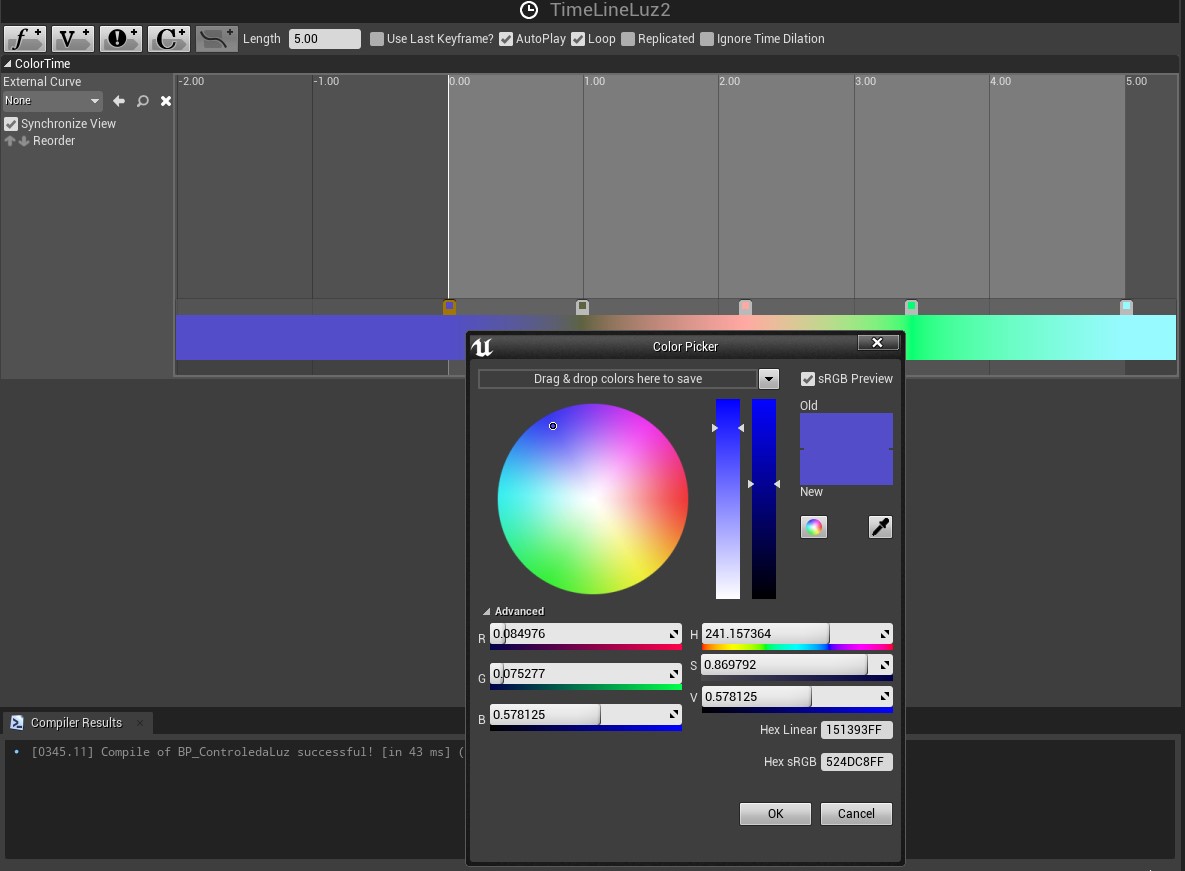 TimeLineLuz2
f+ V+ C+ Length 5.00 Use Last Keyframe? AutoPlay Loop Replicated Ignore Time Dilation
ColorTime
External Curve
-2.00 -1.00 0.00 1.00 2.00 3.00 4.00 5.00
None
Synchronize View
Reorder
Color Picker
Drag & drop colors here to save
sRGB Preview
Old
New
Advanced
R 0.084976
H 241.157364
G 0.075277
S 0.869792
B 0.578125
V 0.578125
Hex Linear 151393FF
Hex sRGB 524DC8FF
OK Cancel
Compiler Results
[0345.11] Compile of BP_ControledaLuz successful! [in 43 ms] (